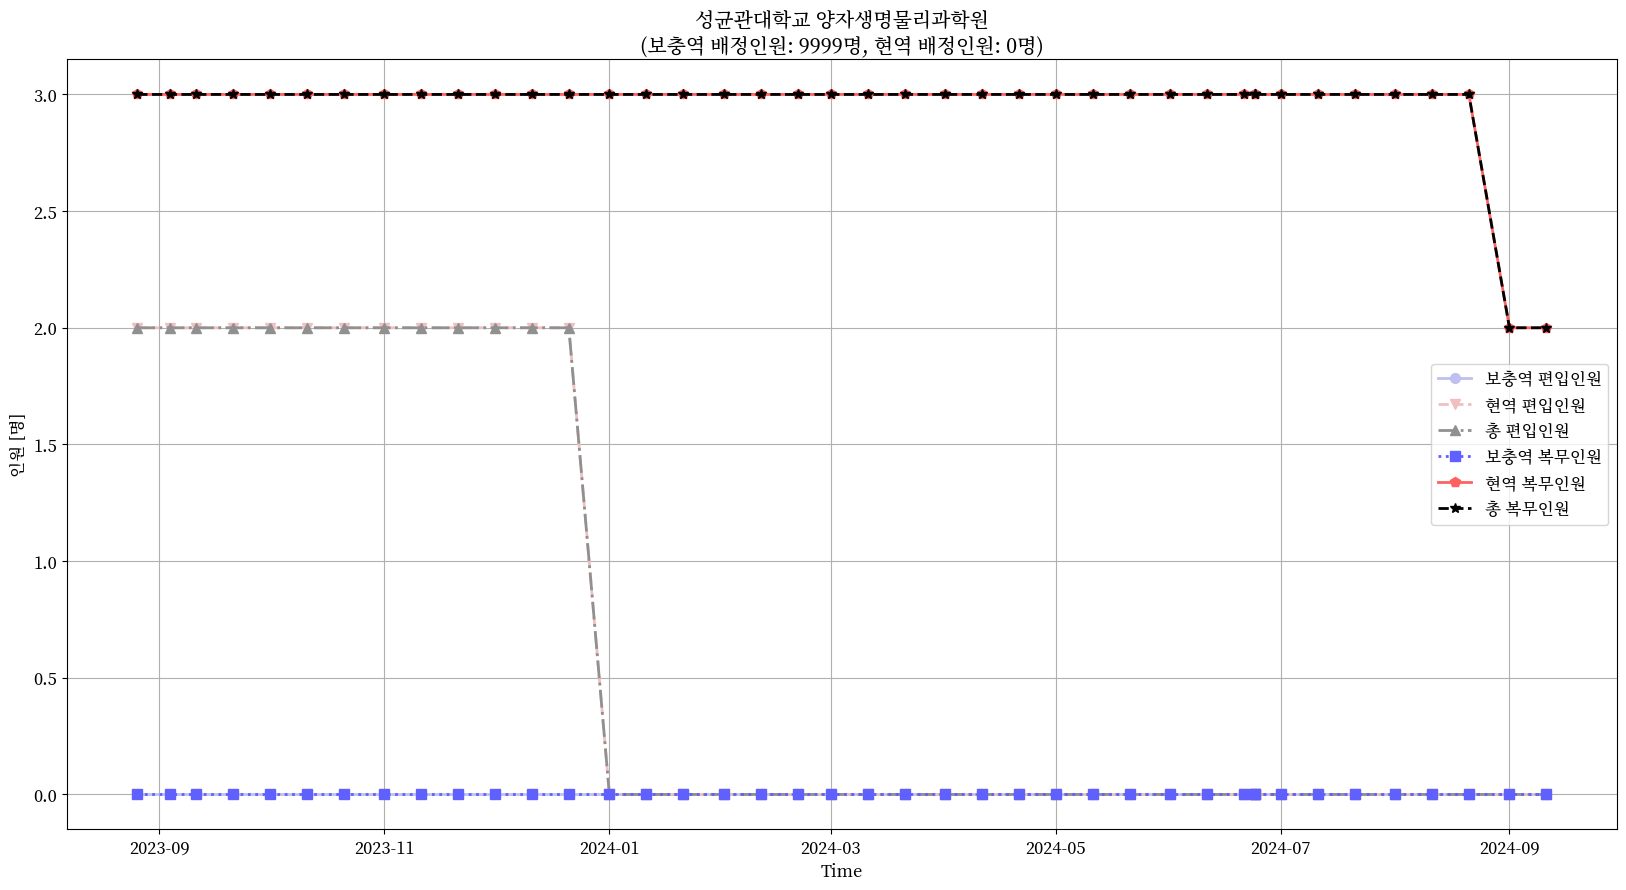 성균관대학교 양자생명물리과학원
(보충역 배정인원: 9999명, 현역 배정인원: 0명)
인원 [명]
3.0
2.5
2.0
1.5
1.0
0.5
0.0
보충역 편입인원
현역 편입인원
총 편입인원
보충역 복무인원
현역 복무인원
총 복무인원
2023-09
2023-11
2024-01
2024-03
2024-05
2024-07
2024-09
Time